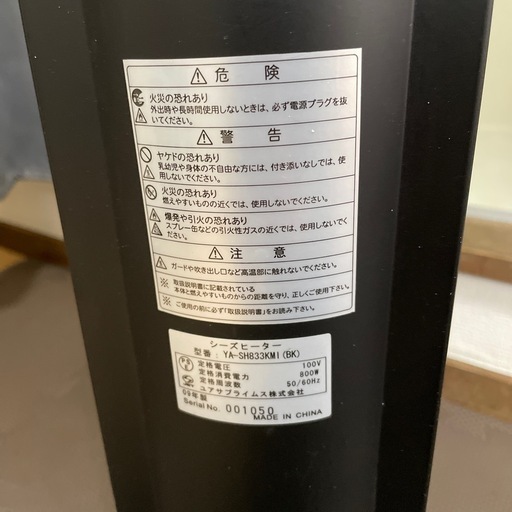 ⚠ 危 険
火災の恐れあり
外出時や長時間使用しないときは、必ず電源プラグを抜
いてください。
⚠ 警 告
ヤケドの恐れあり
乳幼児や身体の不自由な方には、付き添いなしでは、使
用しないでください。
火災の恐れあり
燃えやすいものの近くでは、使用しないでください。
爆発や引火の恐れあり
スプレー缶などの引火性ガスの近くでは、使用しないでく
ださい。
⚠ 注 意
ガードや吹き出し口など高温部に触れないでください。
※ 取扱説明書に記載されている
本体と燃えやすいものからの距離を守り、正しくご使用下さい。
※ ご使用の前に必ず「取扱説明書」をお読み下さい。
シーズヒーター
型番: YA-SH833KMI(BK)
定格電圧 100V
定格消費電力 800W
定格周波数 50/60Hz
ユアサプライムス株式会社
09年製
Serial No. 001050 MADE IN CHINA